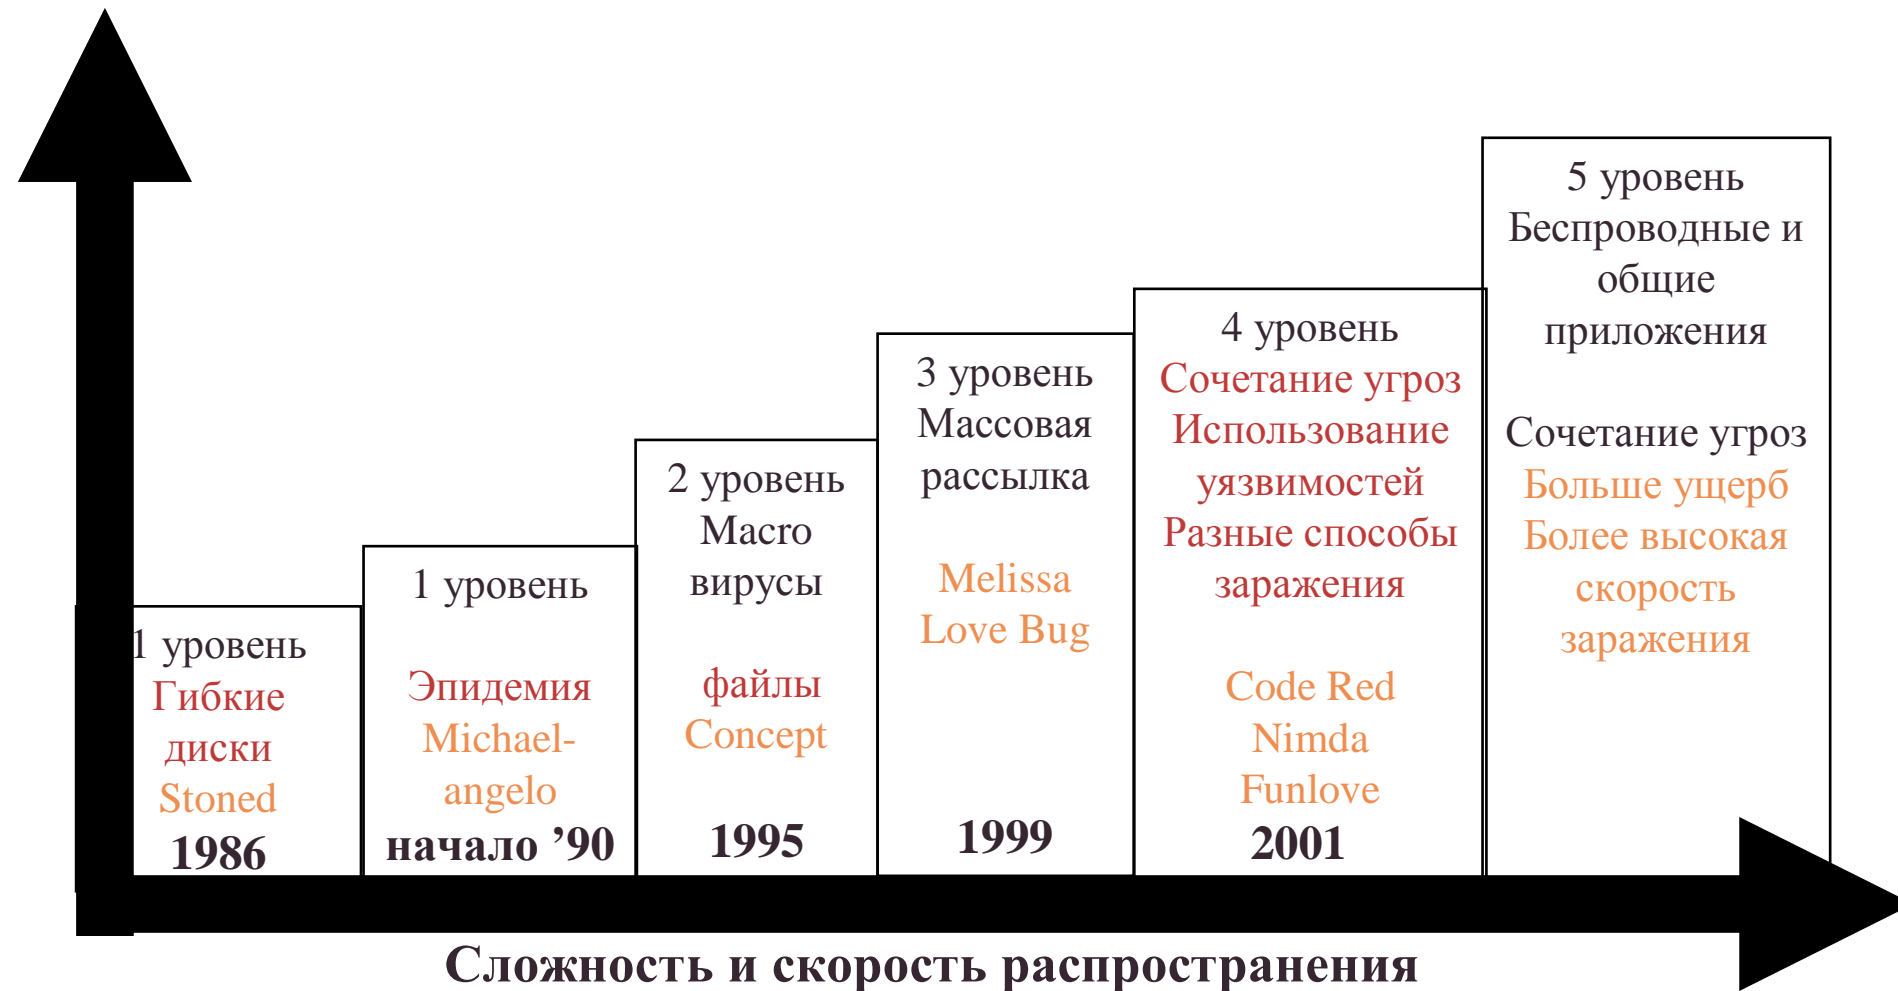 1 уровень
Гибкие
диски
Stoned
1986
1 уровень
Эпидемия
Michael-
angelo
начало ’90
2 уровень
Macro
вирусы
файлы
Concept
1995
3 уровень
Массовая
рассылка
Melissa
Love Bug
1999
4 уровень
Сочетание угроз
Использование
уязвимостей
Разные способы
заражения
Code Red
Nimda
Funlove
2001
5 уровень
Беспроводные и
общие
приложения
Сочетание угроз
Больше ущерб
Более высокая
скорость
заражения
Сложность и скорость распространения